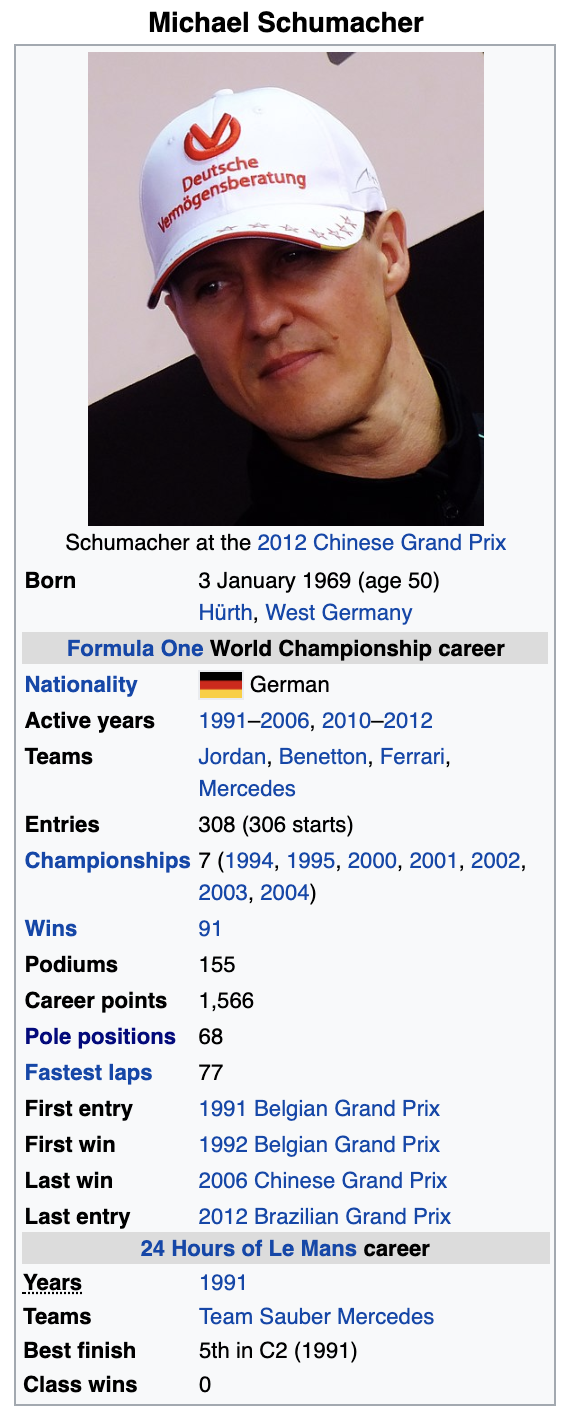 Michael Schumacher
Deutsche
Vermögensberatung
Schumacher at the 2012 Chinese Grand Prix
Born 3 January 1969 (age 50)
Hürth, West Germany
Formula One World Championship career
Nationality German
Active years 1991–2006, 2010–2012
Teams Jordan, Benetton, Ferrari,
Mercedes
Entries 308 (306 starts)
Championships 7 (1994, 1995, 2000, 2001, 2002,
2003, 2004)
Wins 91
Podiums 155
Career points 1,566
Pole positions 68
Fastest laps 77
First entry 1991 Belgian Grand Prix
First win 1992 Belgian Grand Prix
Last win 2006 Chinese Grand Prix
Last entry 2012 Brazilian Grand Prix
24 Hours of Le Mans career
Years 1991
Teams Team Sauber Mercedes
Best finish 5th in C2 (1991)
Class wins 0